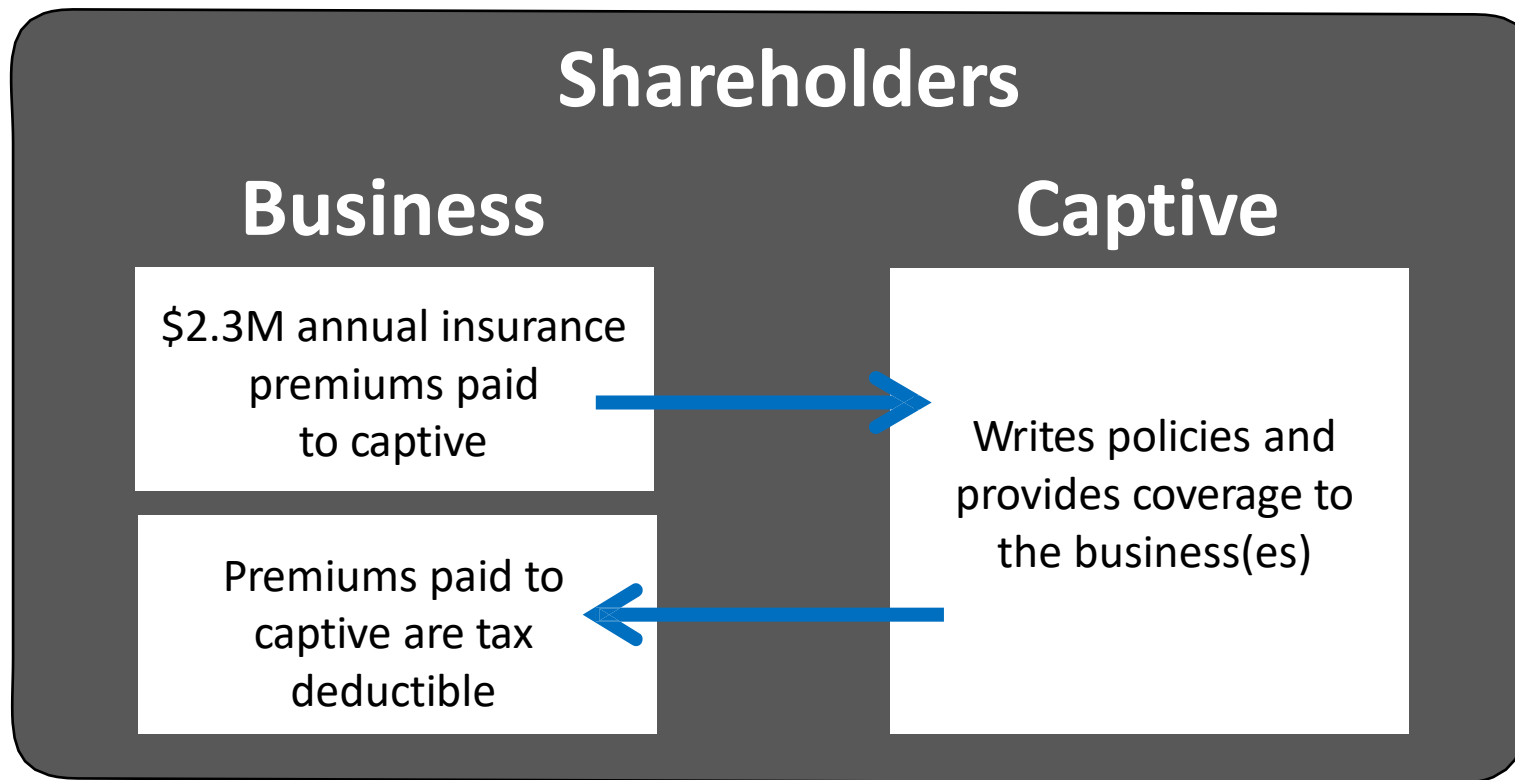 Shareholders
Business
$2.3M annual insurance
premiums paid
to captive
Premiums paid to
captive are tax
deductible
Captive
Writes policies and
provides coverage to
the business(es)